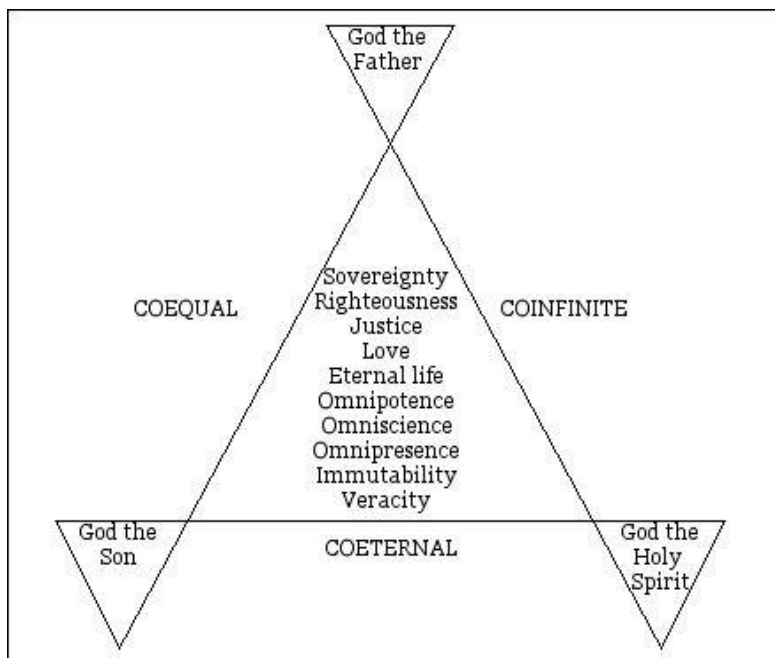 God the
Father
COEQUAL
COINFINITE
Sovereignty
Righteousness
Justice
Love
Eternal life
Omnipotence
Omniscience
Omnipresence
Immutability
Veracity
God the
Son
COETERNAL
God the
Holy
Spirit